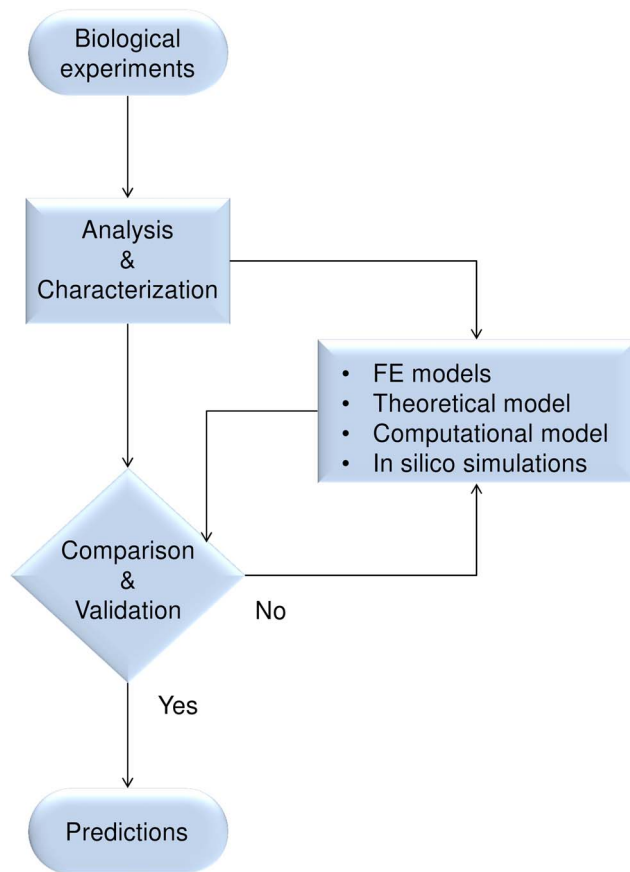 Biological
experiments
Analysis
&
Characterization
• FE models
• Theoretical model
• Computational model
• In silico simulations
Comparison
&
Validation
No
Yes
Predictions